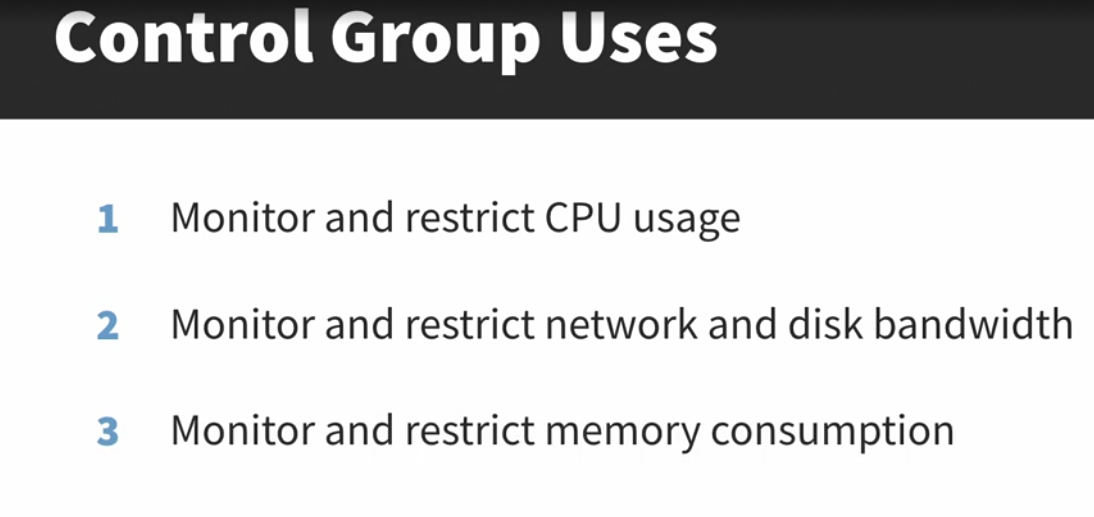 Control Group Uses
1 Monitor and restrict CPU usage
2 Monitor and restrict network and disk bandwidth
3 Monitor and restrict memory consumption